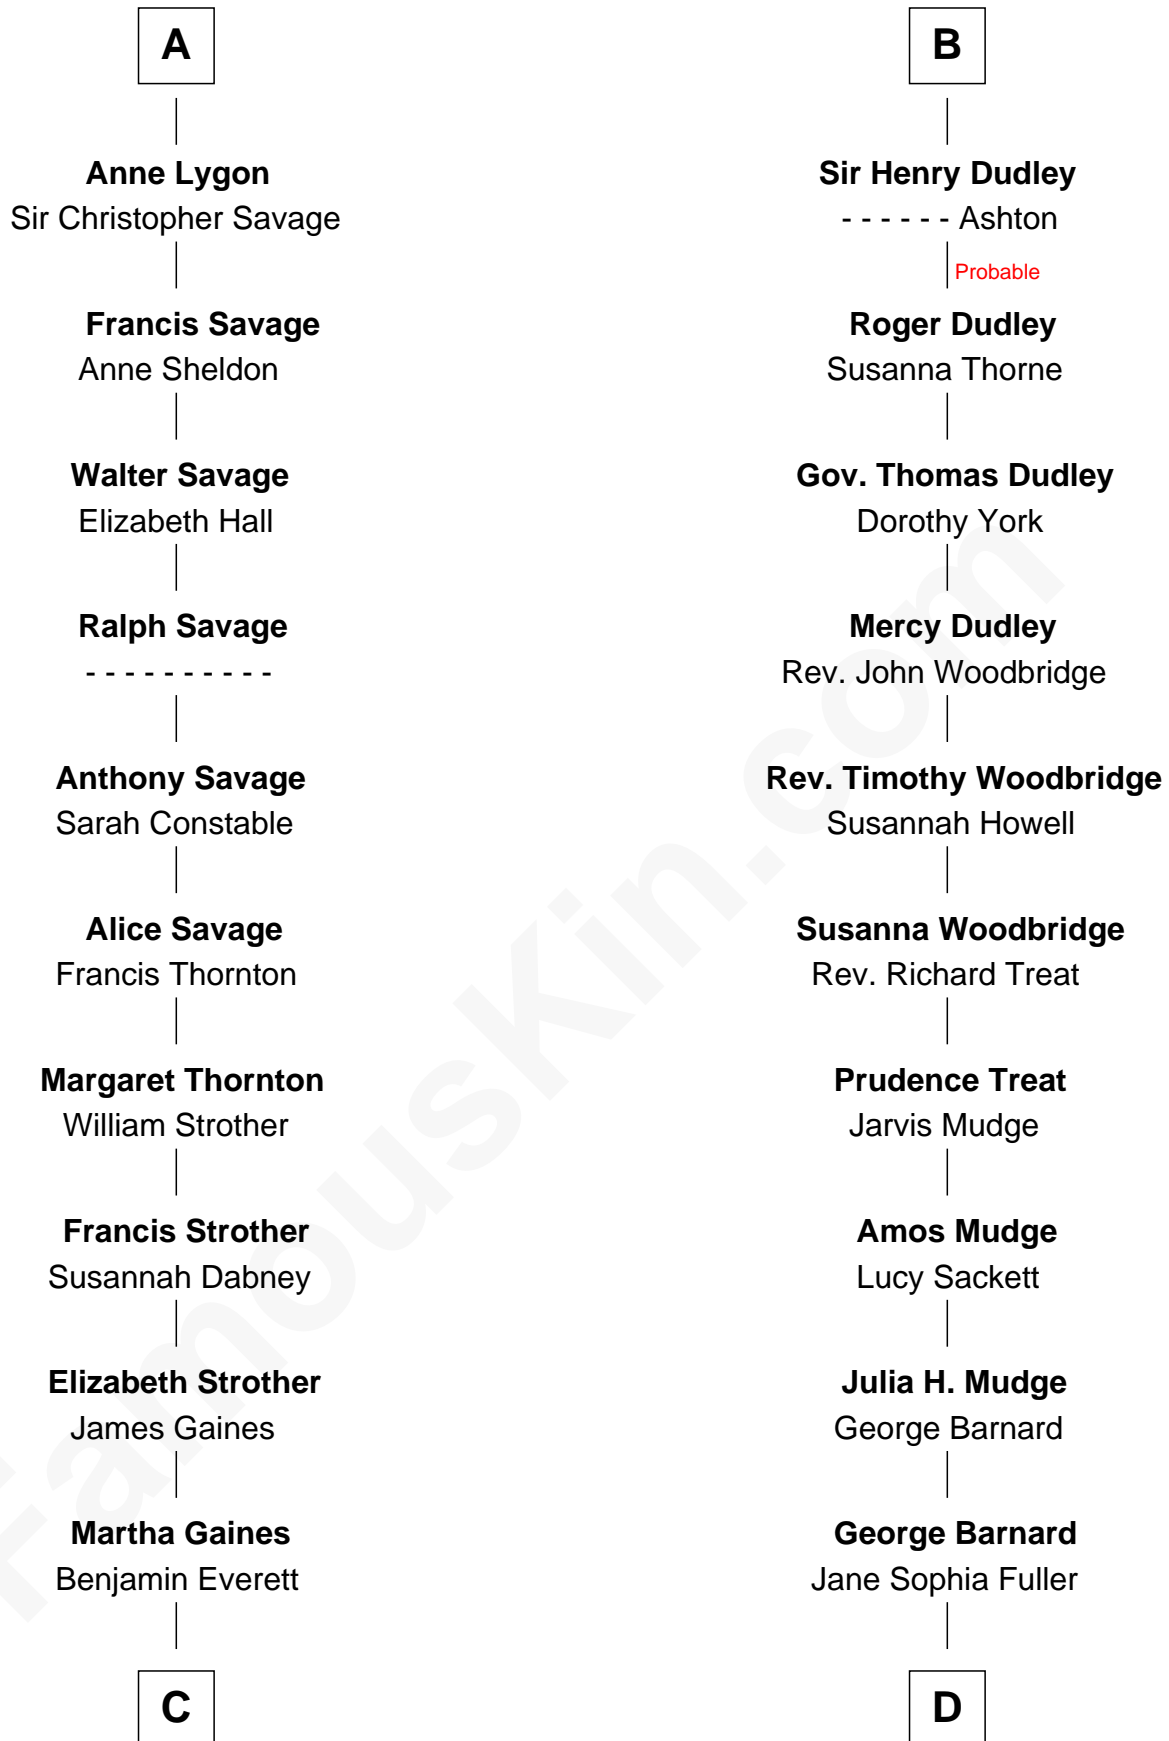 A
Anne Lygon
Sir Christopher Savage
Francis Savage
Anne Sheldon
Walter Savage
Elizabeth Hall
Ralph Savage
- - - - - - - - - -
Anthony Savage
Sarah Constable
Alice Savage
Francis Thornton
Margaret Thornton
William Strother
Francis Strother
Susannah Dabney
Elizabeth Strother
James Gaines
Martha Gaines
Benjamin Everett
C
B
Sir Henry Dudley
- - - - - - Ashton
Probable
Roger Dudley
Susanna Thorne
Gov. Thomas Dudley
Dorothy York
Mercy Dudley
Rev. John Woodbridge
Rev. Timothy Woodbridge
Susannah Howell
Susanna Woodbridge
Rev. Richard Treat
Prudence Treat
Jarvis Mudge
Amos Mudge
Lucy Sackett
Julia H. Mudge
George Barnard
George Barnard
Jane Sophia Fuller
D
FamousKin.com